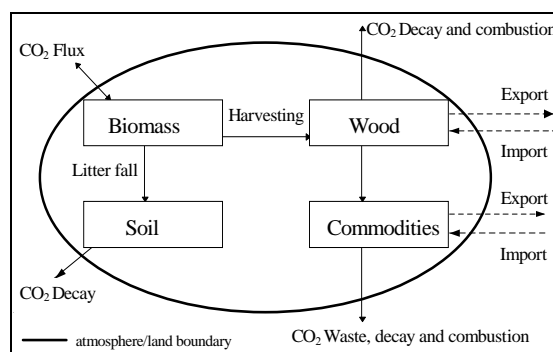 CO2 Decay and combustion
CO2 Flux
Export
Harvesting
Biomass
Wood
Import
Litter fall
Export
Soil
Commodities
Import
CO2 Decay
CO2 Waste, decay and combustion
atmosphere/land boundary